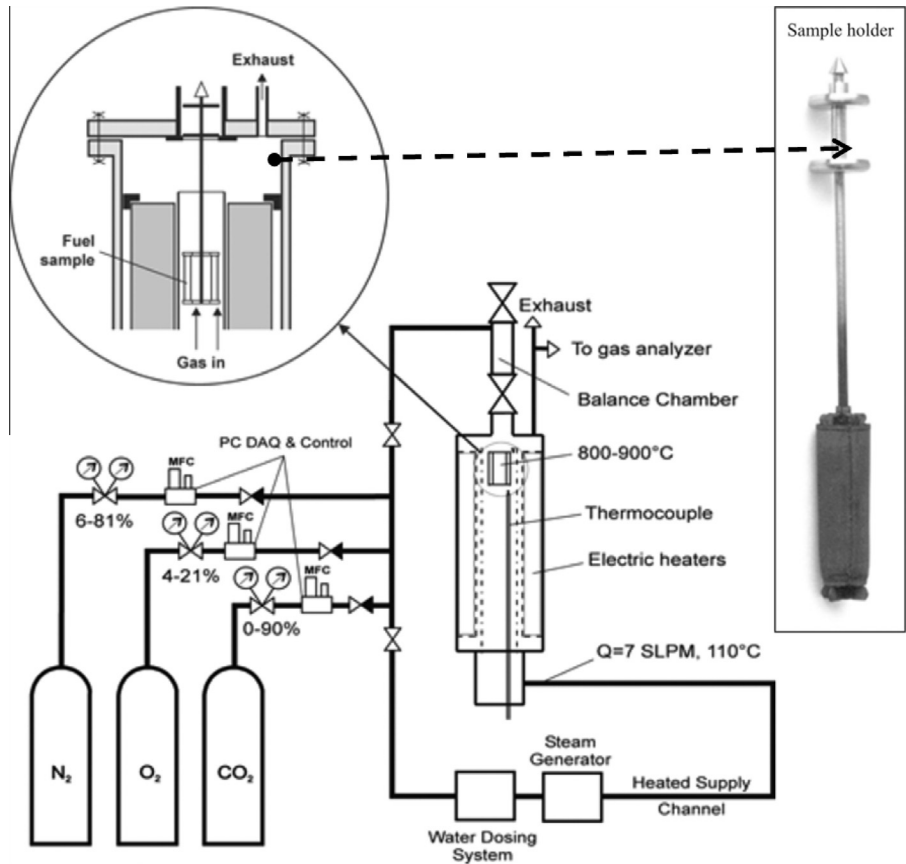 Sample holder
Exhaust
Fuel
sample
Gas in
Exhaust
To gas analyzer
Balance Chamber
PC DAQ & Control
800-900°C
MFC
6-81%
Thermocouple
MFC
4-21%
Electric heaters
MFC
0-90%
Q=7 SLPM, 110°C
N₂
O₂
CO₂
Steam
Generator
Heated Supply
Channel
Water Dosing
System